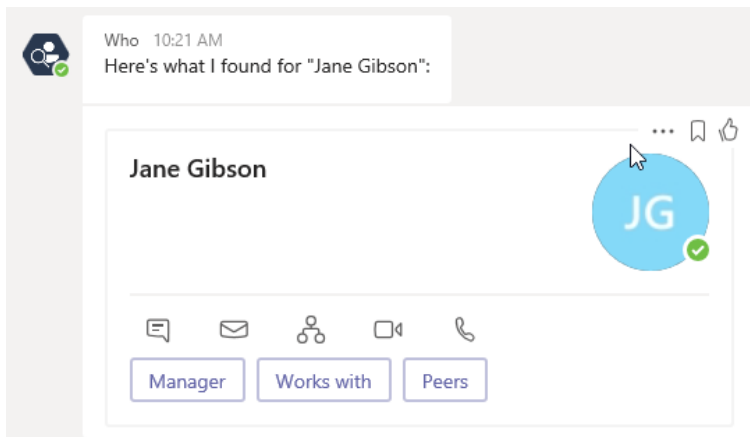 Who 10:21 AM
Here's what I found for "Jane Gibson":
Jane Gibson
JG
Manager Works with Peers